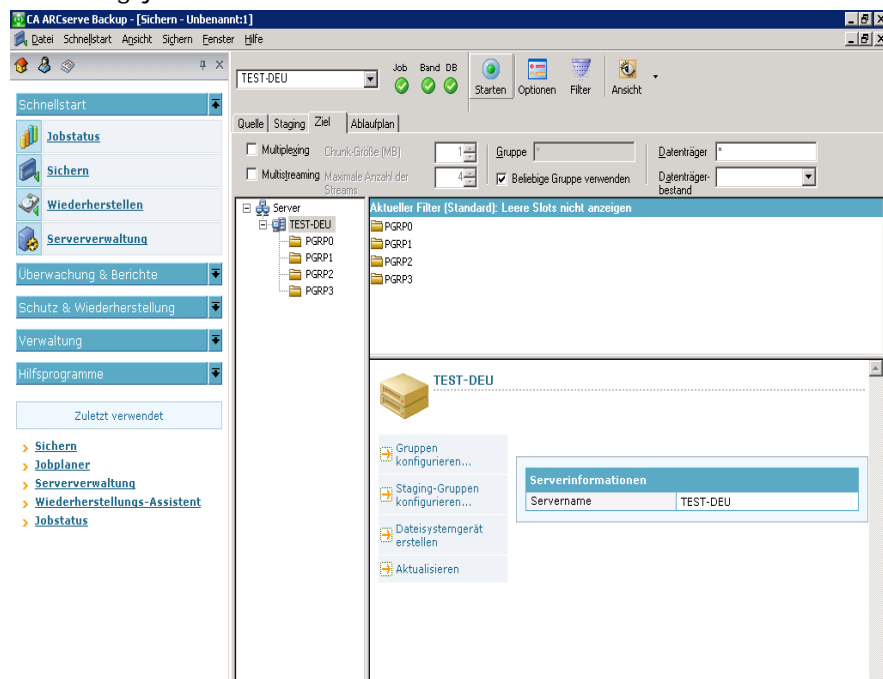 CA ARCserve Backup - [Sichern - Unbenannt:1]
Datei Schnellstart Ansicht Sichern Fenster Hilfe
TEST-DEU
Job Band DB
Starten Optionen Filter Ansicht
Schnellstart
Jobstatus
Sichern
Wiederherstellen
Serververwaltung
Überwachung & Berichte
Schutz & Wiederherstellung
Verwaltung
Hilfsprogramme
Zuletzt verwendet
Sichern
Jobplaner
Serververwaltung
Wiederherstellungs-Assistent
Jobstatus
Quelle Staging Ziel Ablaufplan
Multiplexing Chunk-Größe (MB) 1 Gruppe * Datenträger *
Multistreaming Maximale Anzahl der Streams 4 Beliebige Gruppe verwenden Datenträger-bestand
Server
TEST-DEU
PGRP0
PGRP1
PGRP2
PGRP3
Aktueller Filter (Standard): Leere Slots nicht anzeigen
PGRP0
PGRP1
PGRP2
PGRP3
TEST-DEU
Gruppen
konfigurieren...
Staging-Gruppen
konfigurieren...
Dateisystemgerät
erstellen
Aktualisieren
Serverinformationen
Servername TEST-DEU